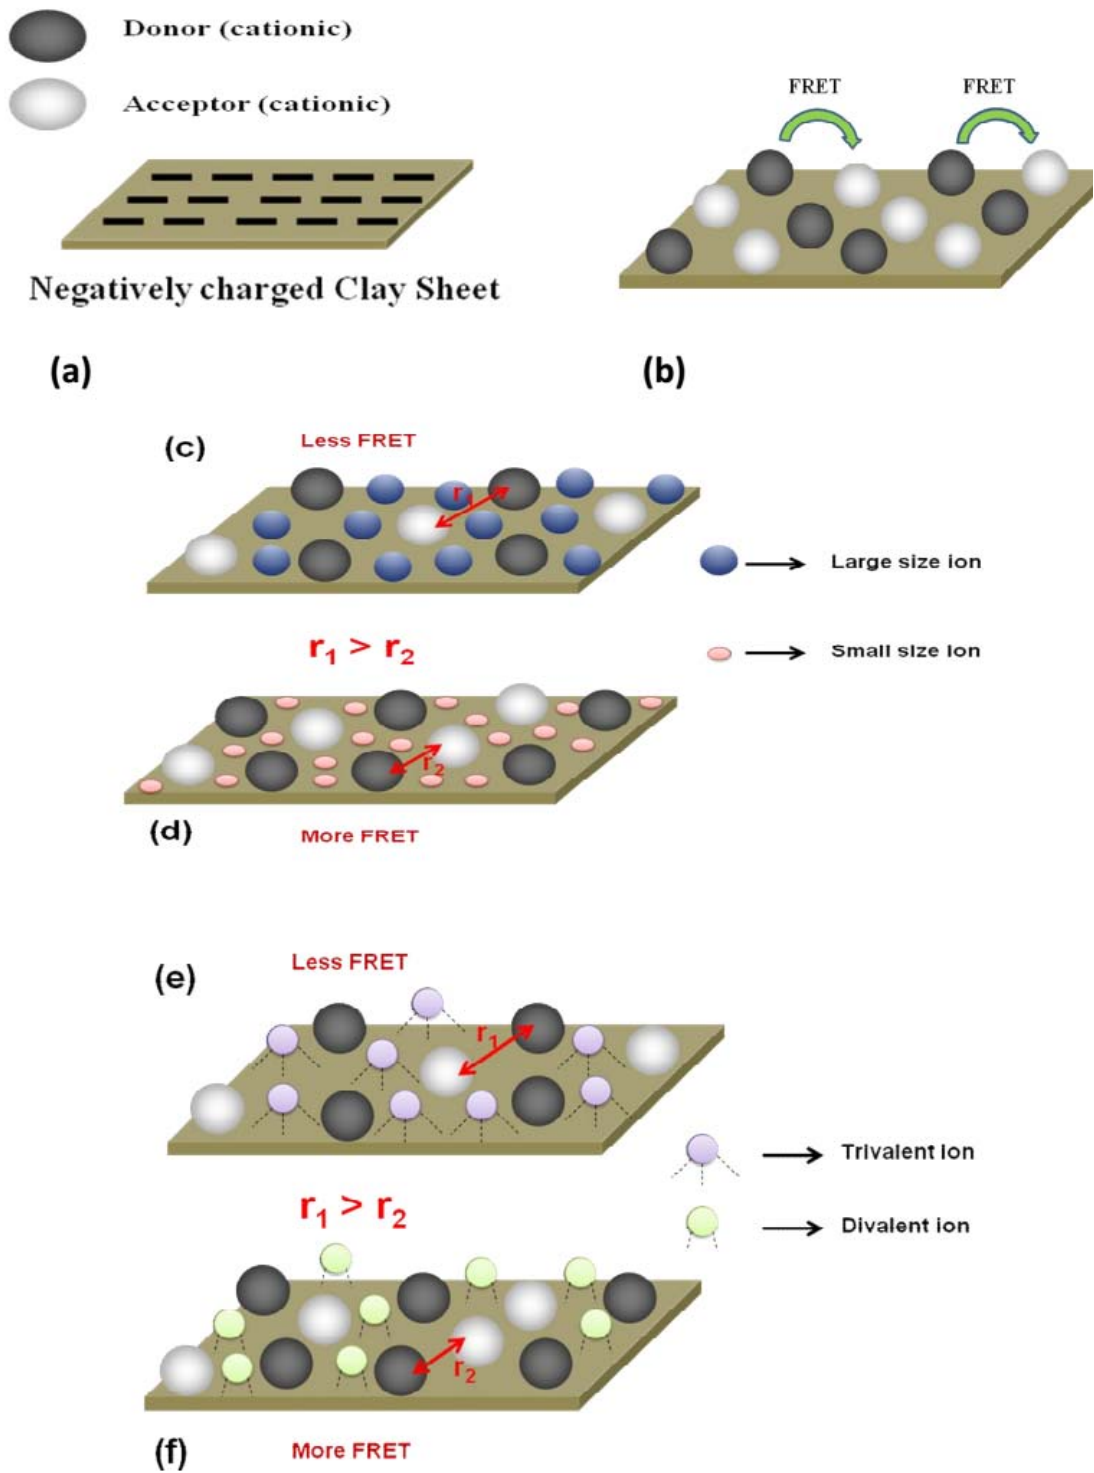 Donor (cationic)
Acceptor (cationic)
Negatively charged Clay Sheet
(a)
FRET FRET
(b)
(c)
Less FRET
r1
Large size ion
r1 > r2
Small size ion
r2
(d)
More FRET
(e)
Less FRET
r1
Trivalent ion
r1 > r2
Divalent ion
r2
(f)
More FRET